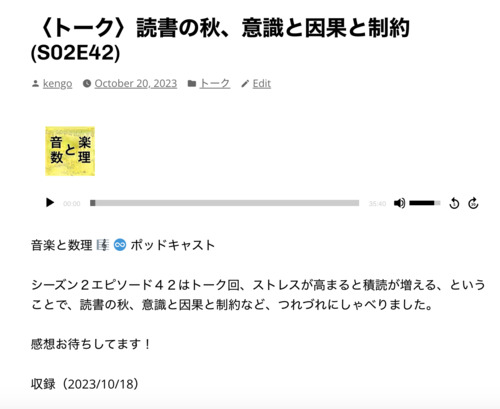 〈トーク〉読書の秋、意識と因果と制約
(S02E42)
kengo October 20, 2023 トーク Edit
音楽
と
数理
00:00 35:40
音楽と数理 🎼 ♾️ ポッドキャスト
シーズン２エピソード４２はトーク回、ストレスが高まると積読が増える、という
ことで、読書の秋、意識と因果と制約など、つれづれにしゃべりました。
感想お待ちしてます！
収録（2023/10/18）